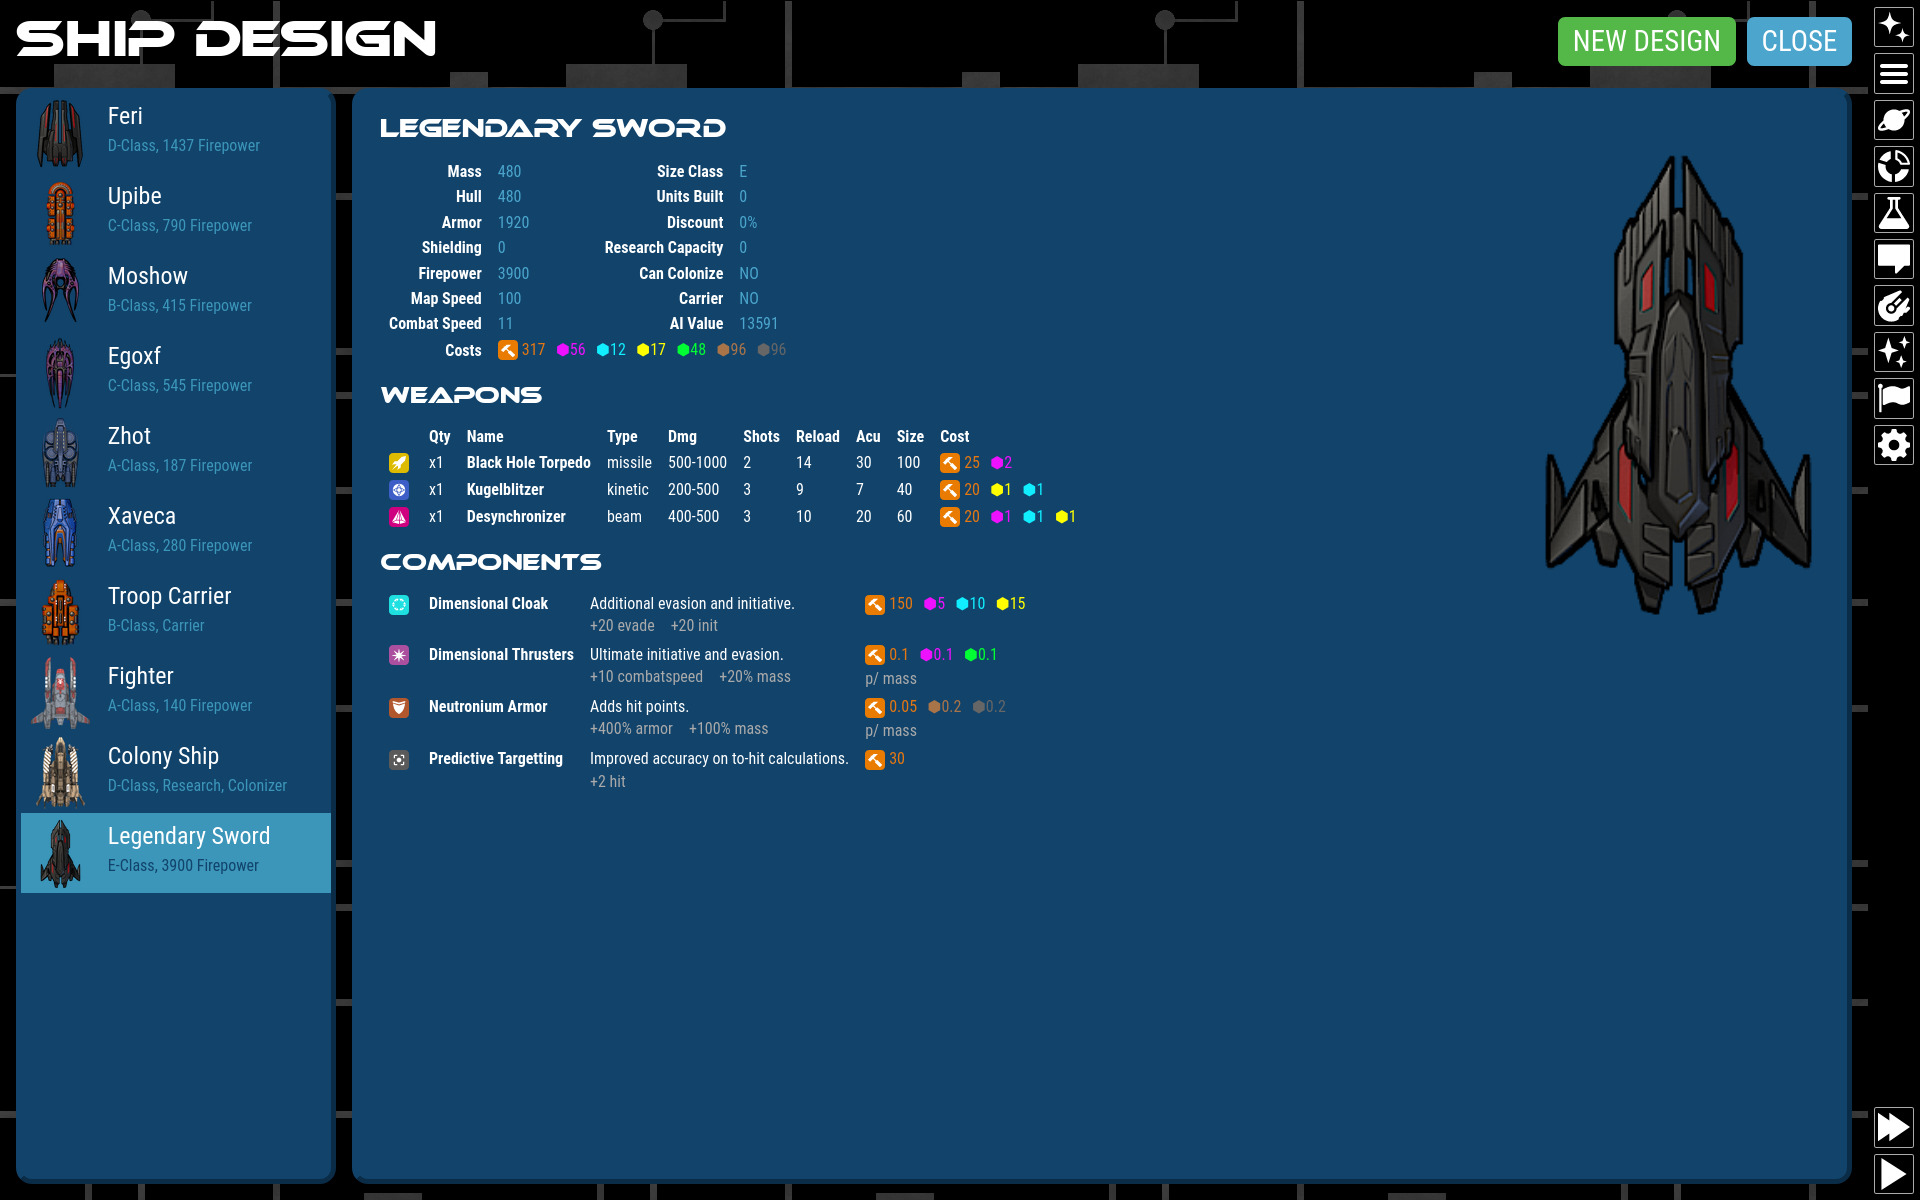 SHIP DESIGN
NEW DESIGN
CLOSE
Feri
D-Class, 1437 Firepower
Upibe
C-Class, 790 Firepower
Moshow
B-Class, 415 Firepower
Egoxf
C-Class, 545 Firepower
Zhot
A-Class, 187 Firepower
Xaveca
A-Class, 280 Firepower
Troop Carrier
B-Class, Carrier
Fighter
A-Class, 140 Firepower
Colony Ship
D-Class, Research, Colonizer
Legendary Sword
E-Class, 3900 Firepower
LEGENDARY SWORD
Mass 480 Size Class E
Hull 480 Units Built 0
Armor 1920 Discount 0%
Shielding 0 Research Capacity 0
Firepower 3900 Can Colonize NO
Map Speed 100 Carrier NO
Combat Speed 11 AI Value 13591
Costs 317 56 12 17 48 96 96
WEAPONS
Qty Name Type Dmg Shots Reload Acu Size Cost
x1 Black Hole Torpedo missile 500-1000 2 14 30 100 25 2
x1 Kugelblitzer kinetic 200-500 3 9 7 40 20 1 1
x1 Desynchronizer beam 400-500 3 10 20 60 20 1 1 1
COMPONENTS
Dimensional Cloak Additional evasion and initiative. 150 5 10 15
+20 evade +20 init
Dimensional Thrusters Ultimate initiative and evasion. 0.1 0.1 0.1
+10 combatspeed +20% mass p/ mass
Neutronium Armor Adds hit points. 0.05 0.2 0.2
+400% armor +100% mass p/ mass
Predictive Targetting Improved accuracy on to-hit calculations. 30
+2 hit